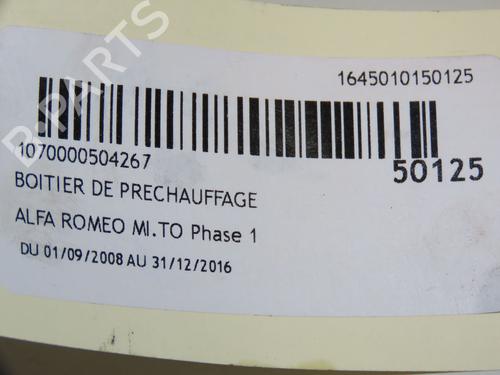 B-PARTS
1645010150125
1070000504267
50125
BOITIER DE PRECHAUFFAGE
ALFA ROMEO MI.TO Phase 1
DU 01/09/2008 AU 31/12/2016